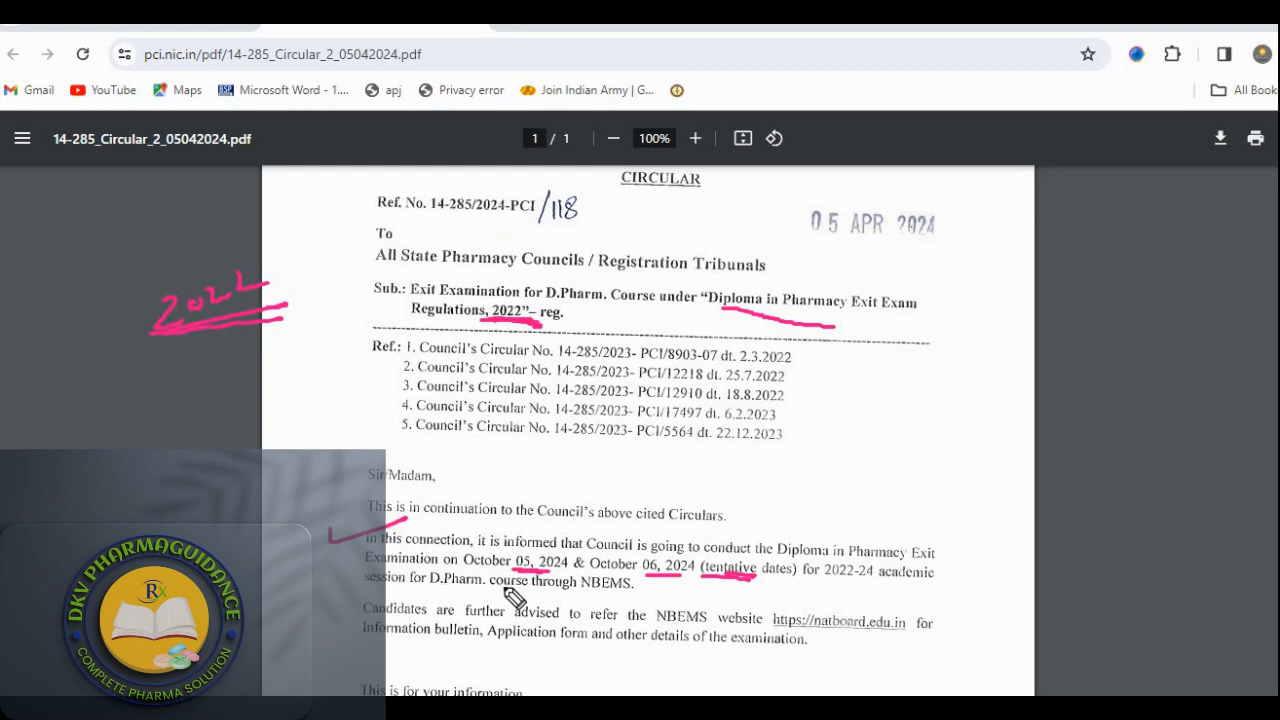 pci.nic.in/pdf/14-285_Circular_2_05042024.pdf
Gmail YouTube Maps Microsoft Word - 1.... apj Privacy error Join Indian Army | G... All Book
14-285_Circular_2_05042024.pdf 1 / 1 100%
CIRCULAR
Ref. No. 14-285/2024-PCI/118
05 APR 2024
To
All State Pharmacy Councils / Registration Tribunals
Sub.: Exit Examination for D.Pharm. Course under "Diploma in Pharmacy Exit Exam
Regulations, 2022"– reg.
2022
Ref.: 1. Council's Circular No. 14-285/2023- PCI/8903-07 dt. 2.3.2022
2. Council's Circular No. 14-285/2023- PCI/12218 dt. 25.7.2022
3. Council's Circular No. 14-285/2023- PCI/12910 dt. 18.8.2022
4. Council's Circular No. 14-285/2023- PCI/17497 dt. 6.2.2023
5. Council's Circular No. 14-285/2023- PCI/5564 dt. 22.12.2023
Sir/Madam,
This is in continuation to the Council's above cited Circulars.
In this connection, it is informed that Council is going to conduct the Diploma in Pharmacy Exit
Examination on October 05, 2024 & October 06, 2024 (tentative dates) for 2022-24 academic
session for D.Pharm. course through NBEMS.
Candidates are further advised to refer the NBEMS website https://natboard.edu.in for
Information bulletin, Application form and other details of the examination.
This is for your information
DKV PHARMAGUIDANCE
Rx
COMPLETE PHARMA SOLUTION